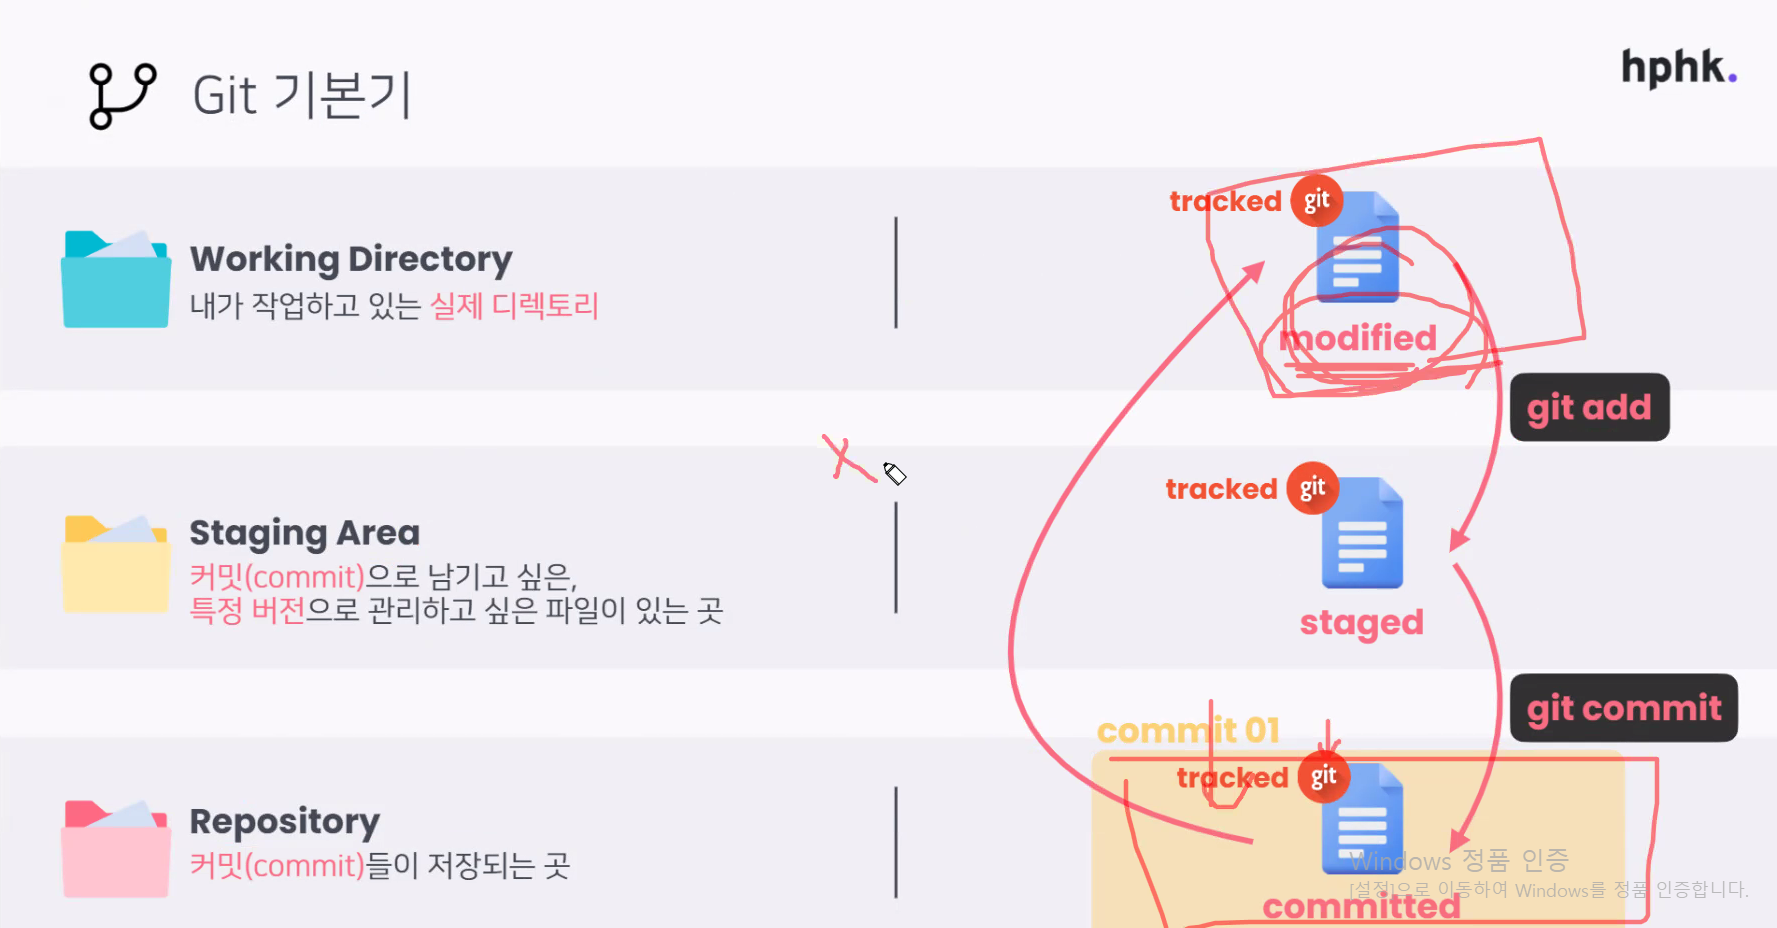 Git 기본기
hphk.
Working Directory
내가 작업하고 있는 실제 디렉토리
tracked git
modified
git add
Staging Area
커밋(commit)으로 남기고 싶은,
특정 버전으로 관리하고 싶은 파일이 있는 곳
tracked git
staged
git commit
commit 01
Repository
커밋(commit)들이 저장되는 곳
tracked git
committed
Windows 정품 인증
[설정]으로 이동하여 Windows를 정품 인증합니다.